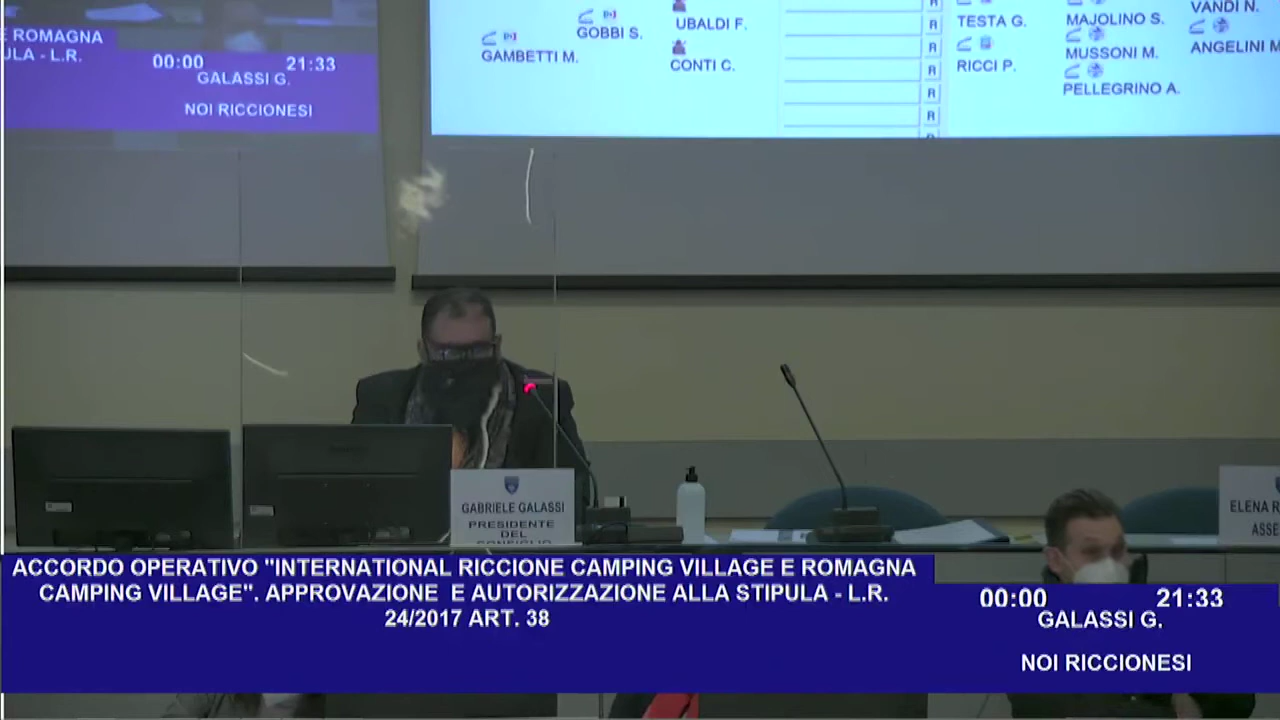 E ROMAGNA
ULA - L.R.
00:00 21:33
GALASSI G.
NOI RICCIONESI
GOBBI S.
GAMBETTI M.
UBALDI F.
CONTI C.
R
R
R
R
R
R
TESTA G.
RICCI P.
MAJOLINO S.
MUSSONI M.
PELLEGRINO A.
VANDI N.
ANGELINI M
GABRIELE GALASSI
PRESIDENTE
DEL
CONSIGLIO
ELENA R
ASSE
ACCORDO OPERATIVO "INTERNATIONAL RICCIONE CAMPING VILLAGE E ROMAGNA
CAMPING VILLAGE". APPROVAZIONE E AUTORIZZAZIONE ALLA STIPULA - L.R.
24/2017 ART. 38
00:00 21:33
GALASSI G.
NOI RICCIONESI